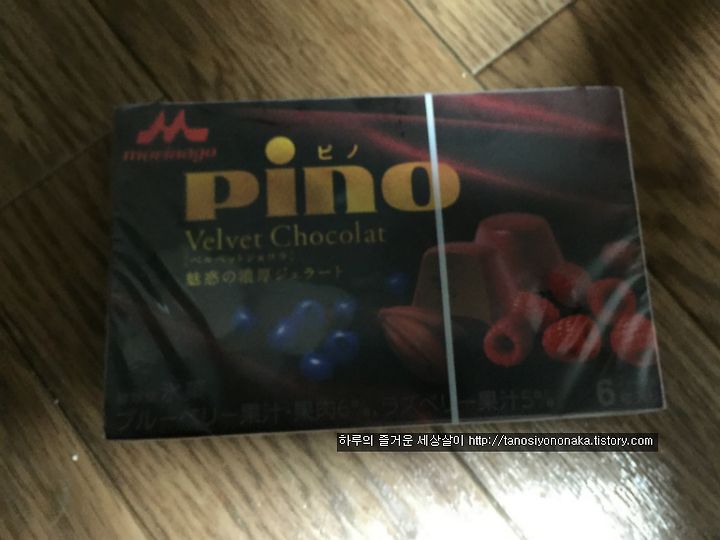 morinaga
ピノ
pino
Velvet Chocolat
［ベルベットショコラ］
魅惑の濃厚ジェラート
氷菓
ブルーベリー果汁・果肉6%、ラズベリー果汁5%
6
하루의 즐거운 세상살이 http://tanosiyononaka.tistory.com